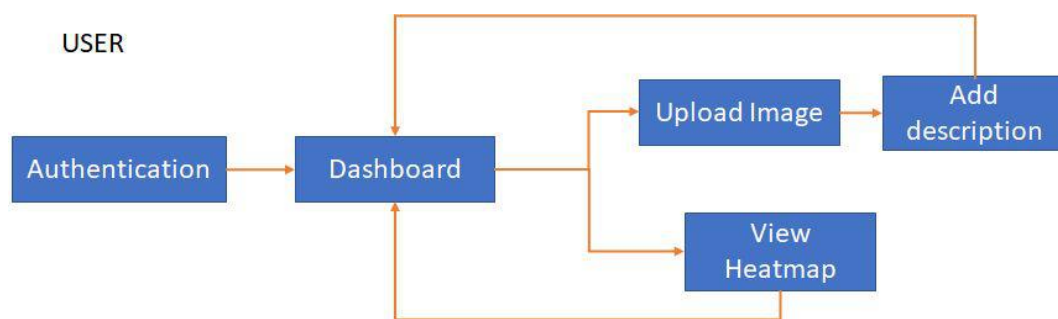 USER
Authentication
Dashboard
Upload Image
Add
description
View
Heatmap